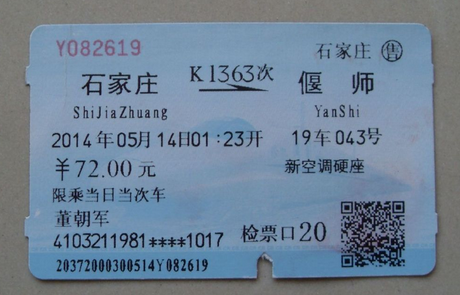 Y082619 石家庄 售
石家庄 K1363次 偃师
ShiJiaZhuang YanShi
2014年05月14日01:23开 19车043号
￥72.00元 新空调硬座
限乘当日当次车
董朝军
4103211981****1017 检票口20
20372000300514Y082619